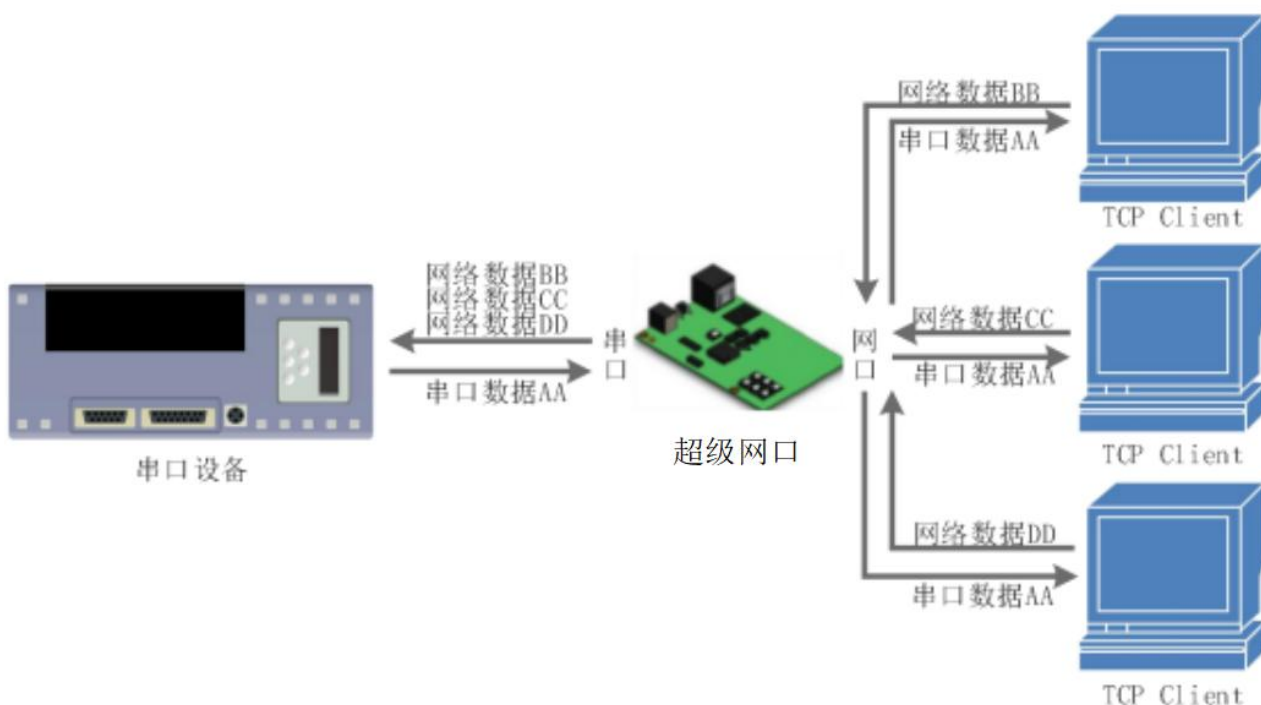 网络数据BB
串口数据AA
TCP Client
网络数据BB
网络数据CC
网络数据DD
串口数据AA
串口设备
串口
超级网口
网口
网络数据CC
串口数据AA
TCP Client
网络数据DD
串口数据AA
TCP Client